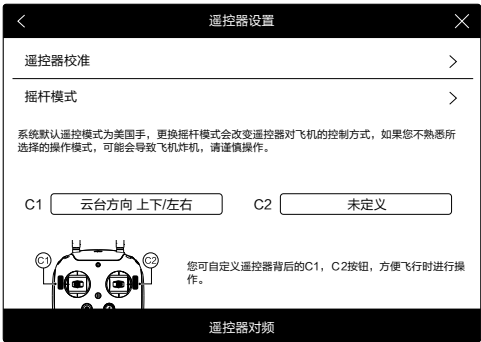 遥控器设置
遥控器校准
摇杆模式
系统默认遥控模式为美国手，更换摇杆模式会改变遥控器对飞机的控制方式，如果您不熟悉所
选择的操作模式，可能会导致飞机炸机，请谨慎操作。
C1 云台方向 上下/左右 C2 未定义
C1 C2
您可自定义遥控器背后的C1，C2按钮，方便飞行时进行操
作。
遥控器对频